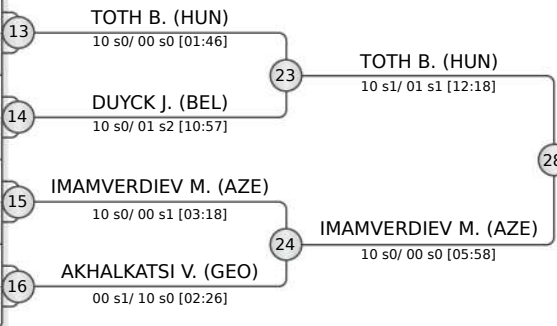 13
TOTH B. (HUN)
10 s0/ 00 s0 [01:46]
23
TOTH B. (HUN)
10 s1/ 01 s1 [12:18]
14
DUYCK J. (BEL)
10 s0/ 01 s2 [10:57]
28
15
IMAMVERDIEV M. (AZE)
10 s0/ 00 s1 [03:18]
24
IMAMVERDIEV M. (AZE)
10 s0/ 00 s0 [05:58]
16
AKHALKATSI V. (GEO)
00 s1/ 10 s0 [02:26]